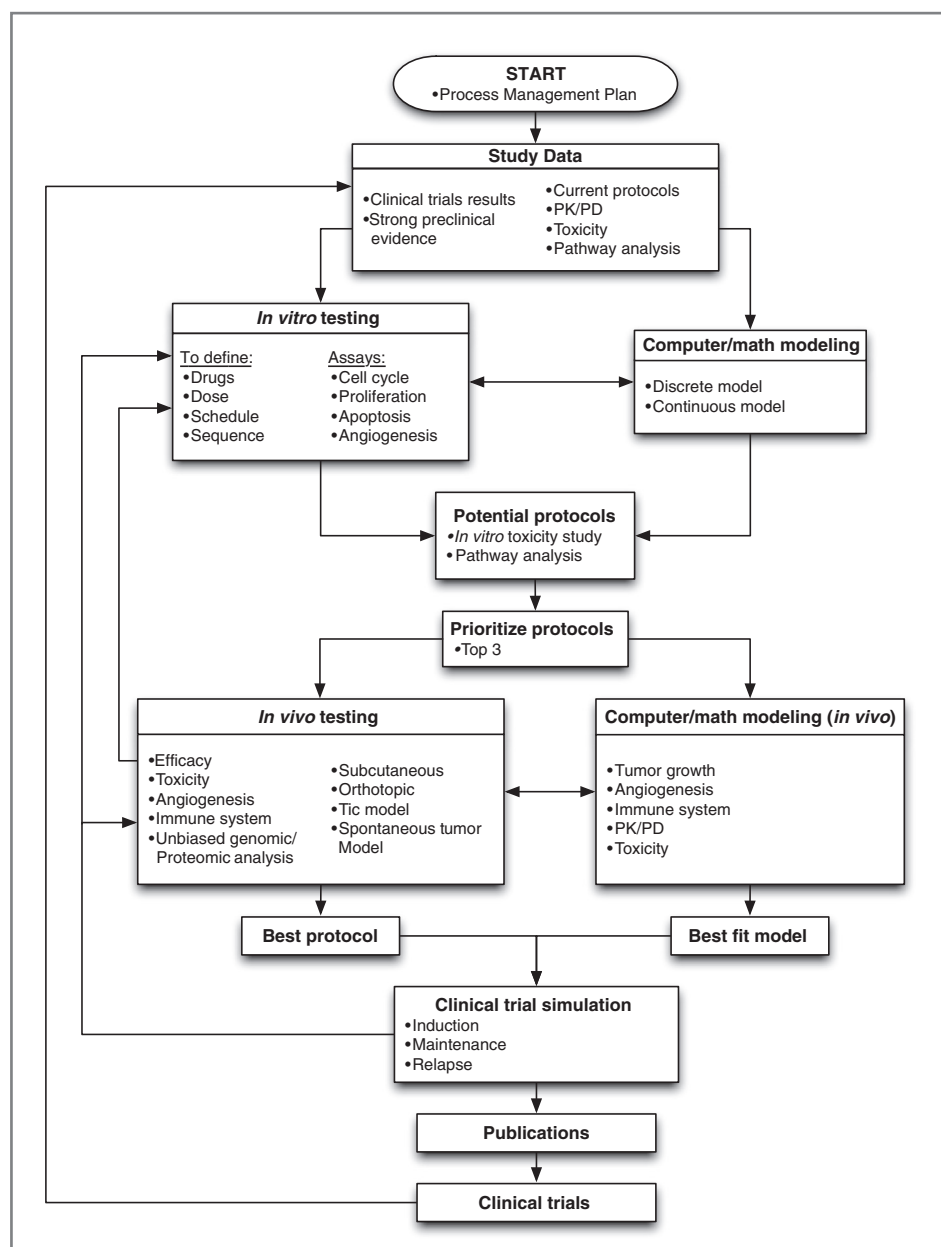 START
•Process Management Plan
Study Data
•Clinical trials results
•Strong preclinical
evidence
•Current protocols
•PK/PD
•Toxicity
•Pathway analysis
In vitro testing
To define:
•Drugs
•Dose
•Schedule
•Sequence
Assays:
•Cell cycle
•Proliferation
•Apoptosis
•Angiogenesis
Computer/math modeling
•Discrete model
•Continuous model
Potential protocols
•In vitro toxicity study
•Pathway analysis
Prioritize protocols
•Top 3
In vivo testing
•Efficacy
•Toxicity
•Angiogenesis
•Immune system
•Unbiased genomic/
Proteomic analysis
•Subcutaneous
•Orthotopic
•Tic model
•Spontaneous tumor
Model
Computer/math modeling (in vivo)
•Tumor growth
•Angiogenesis
•Immune system
•PK/PD
•Toxicity
Best protocol
Best fit model
Clinical trial simulation
•Induction
•Maintenance
•Relapse
Publications
Clinical trials